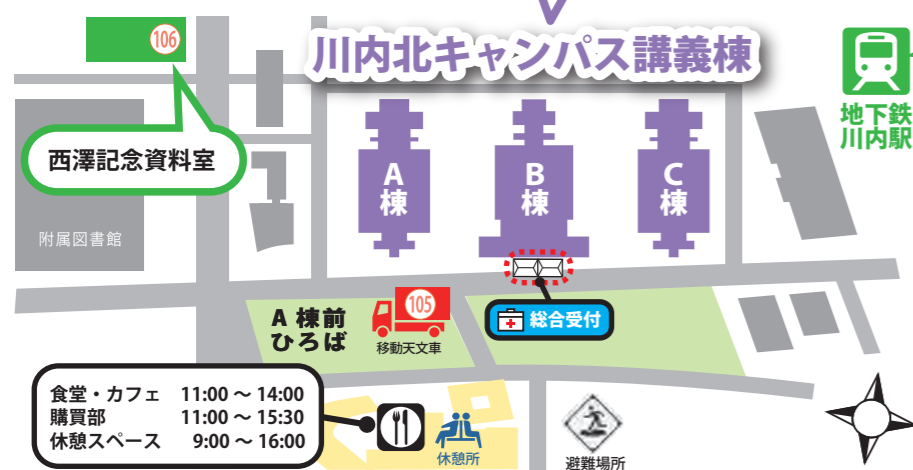 106
川内北キャンパス講義棟
地下鉄
川内駅
西澤記念資料室
A
棟
B
棟
C
棟
附属図書館
A 棟前
ひろば
105
移動天文車
総合受付
食堂・カフェ 11:00 ～ 14:00
購買部 11:00 ～ 15:30
休憩スペース 9:00 ～ 16:00
休憩所
避難場所